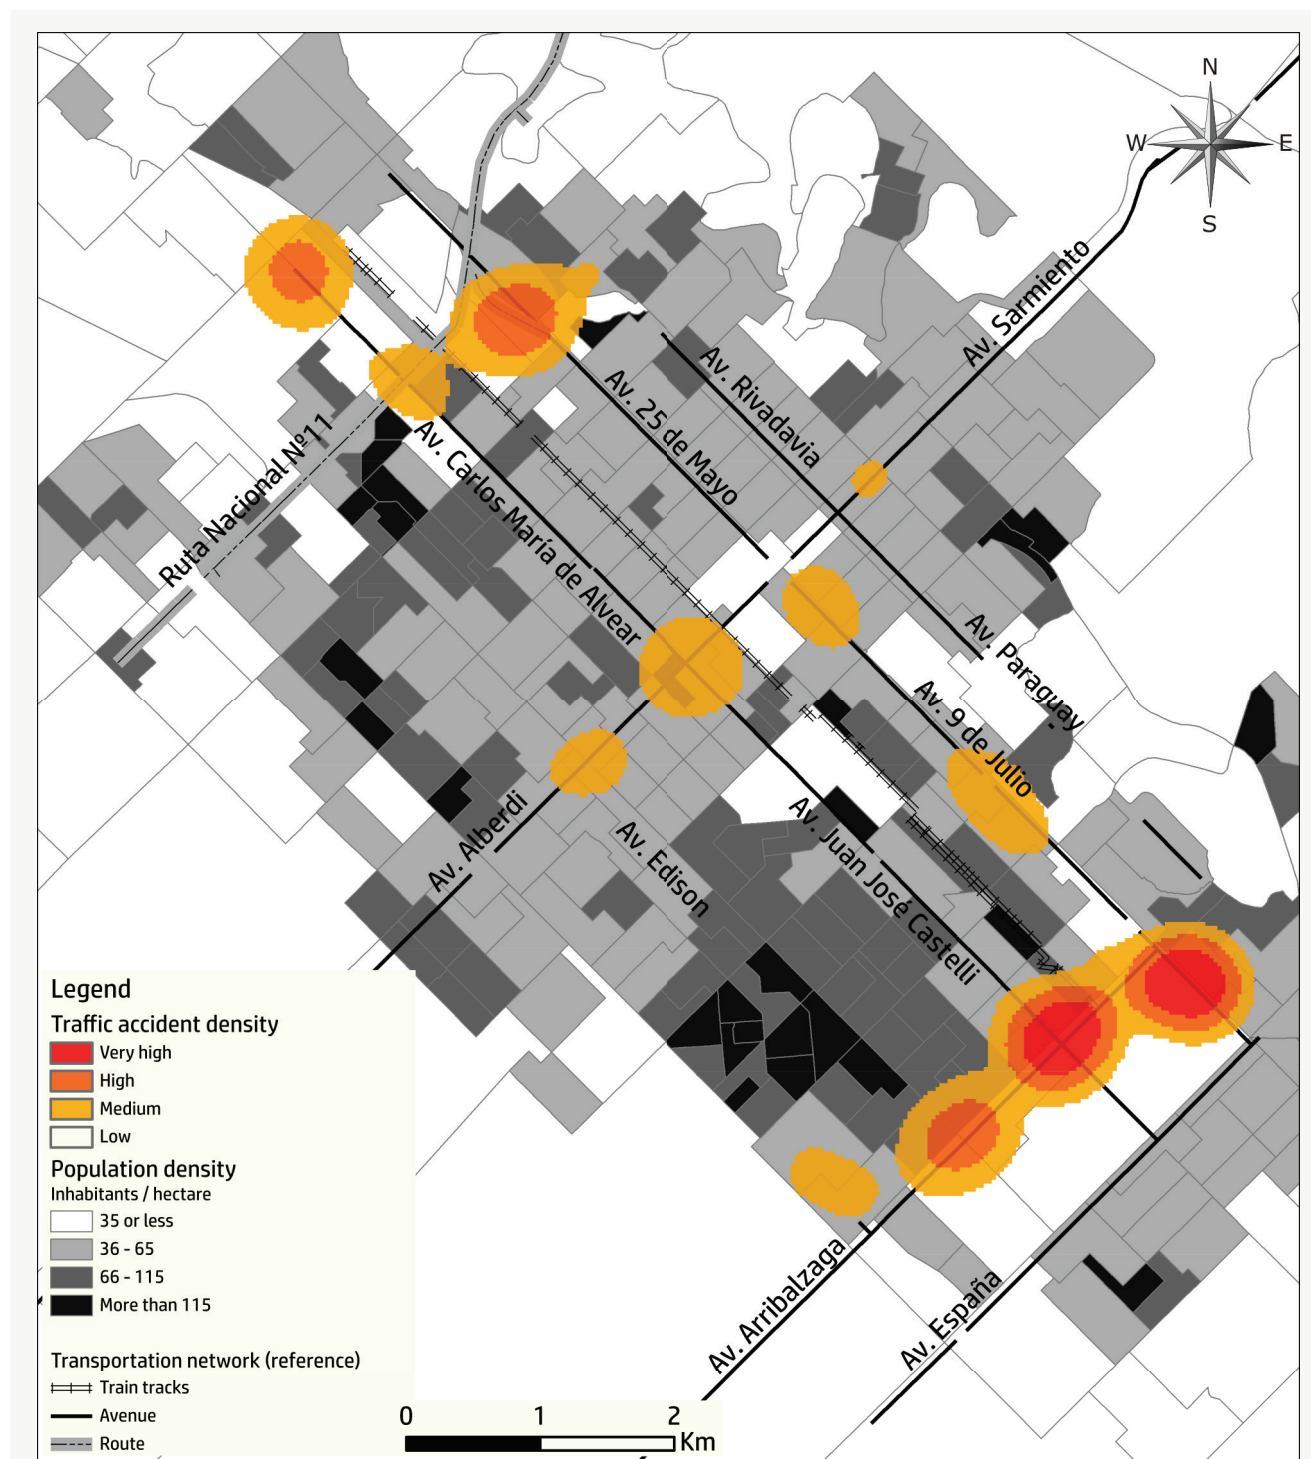 N
W
E
S
Av. Sarmiento
Av. Rivadavia
Av. 25 de Mayo
Ruta Nacional Nº11
Av. Carlos María de Alvear
Av. Paraguay
Av. 9 de Julio
Av. Alberdi
Av. Edison
Av. Juan José Castelli
Av. Arribalzaga
Av. España
Legend
Traffic accident density
Very high
High
Medium
Low
Population density
Inhabitants / hectare
35 or less
36 - 65
66 - 115
More than 115
Transportation network (reference)
Train tracks
Avenue
Route
0 1 2
Km